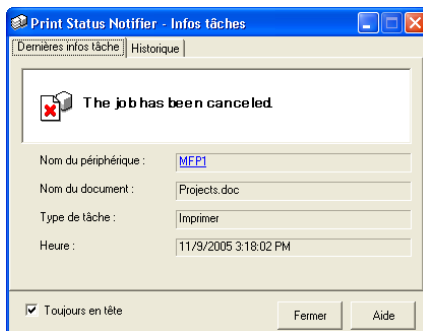 Print Status Notifier - Infos tâches
Dernières infos tâche
Historique
The job has been canceled.
Nom du périphérique : MFP1
Nom du document : Projects.doc
Type de tâche : Imprimer
Heure : 11/9/2005 3:18:02 PM
Toujours en tête
Fermer
Aide